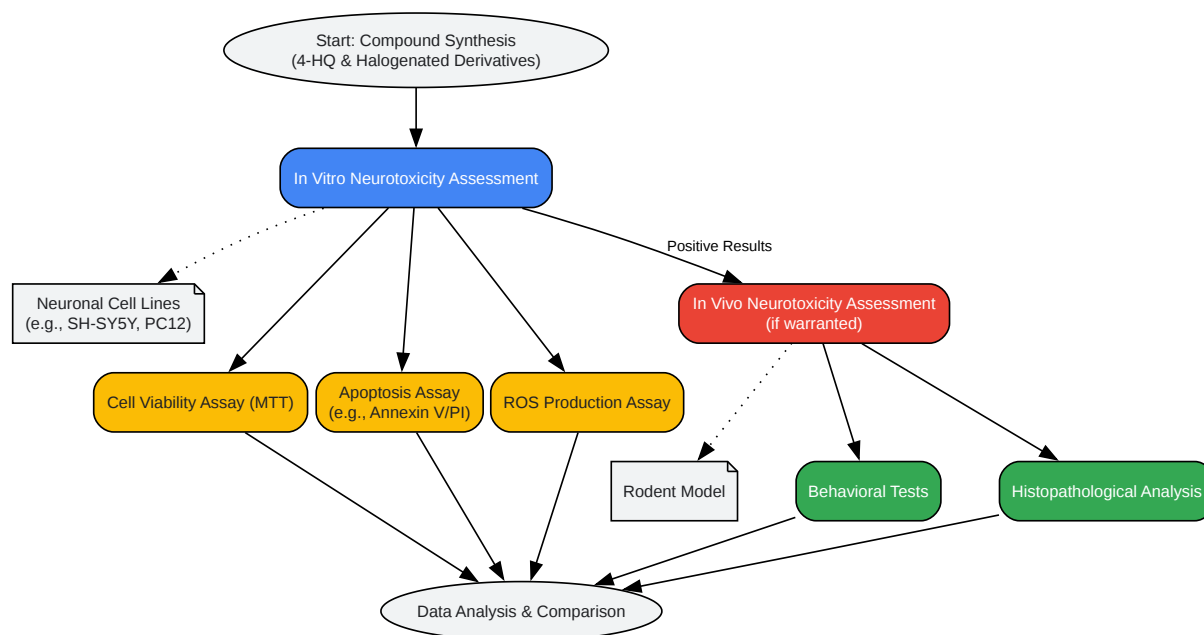 Start: Compound Synthesis
(4-HQ & Halogenated Derivatives)
In Vitro Neurotoxicity Assessment
Positive Results
Neuronal Cell Lines
(e.g., SH-SY5Y, PC12)
In Vivo Neurotoxicity Assessment
(if warranted)
Cell Viability Assay (MTT)
Apoptosis Assay
(e.g., Annexin V/PI)
ROS Production Assay
Rodent Model
Behavioral Tests
Histopathological Analysis
Data Analysis & Comparison